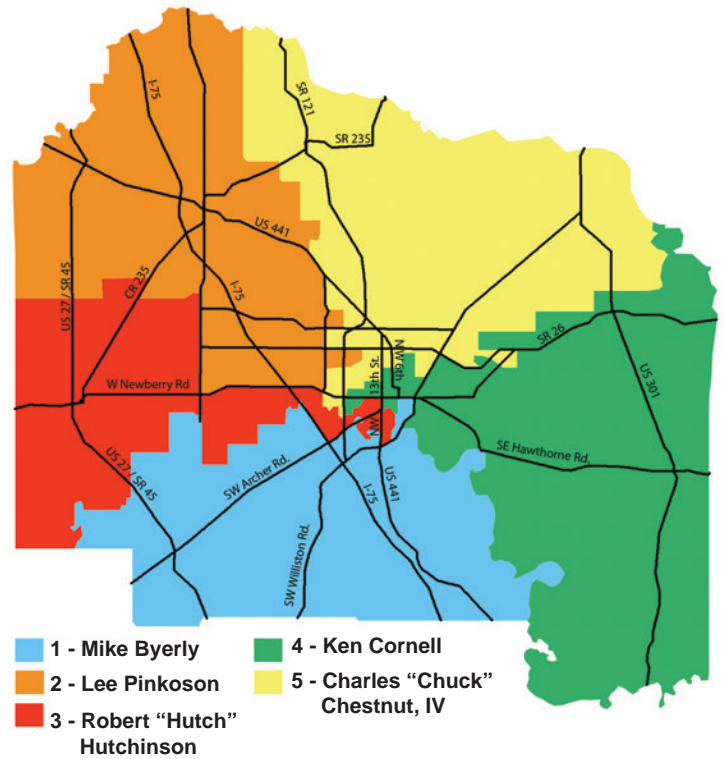 I-75
SR 121
SR 235
US 441
CR 235
I-75
US 27 / SR 45
SR 26
NW 6th
13th St.
W Newberry Rd
US 301
NW
SE Hawthorne Rd.
US 27 / SR 45
SW Archer Rd.
I-75
US 441
SW Williston Rd.
1 - Mike Byerly
2 - Lee Pinkoson
3 - Robert “Hutch”
Hutchinson
4 - Ken Cornell
5 - Charles “Chuck”
Chestnut, IV